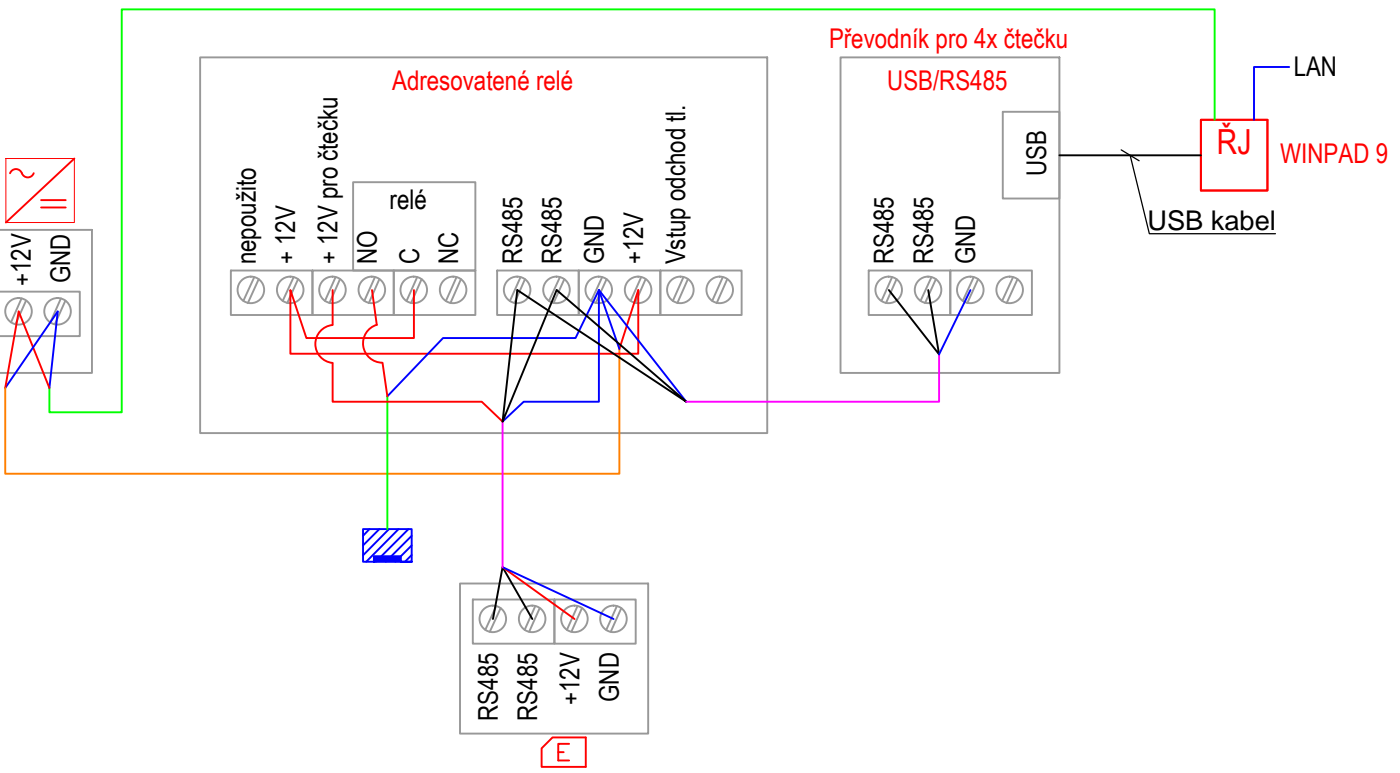 Převodník pro 4x čtečku
USB/RS485
LAN
ŘJ
WINPAD 9
USB
USB kabel
Adresovatené relé
nepoužito
+ 12V
+ 12V pro čtečku
relé
NO
C
NC
RS485
RS485
GND
+12V
Vstup odchod tl.
RS485
RS485
GND
+12V
GND
RS485
RS485
+12V
GND
E